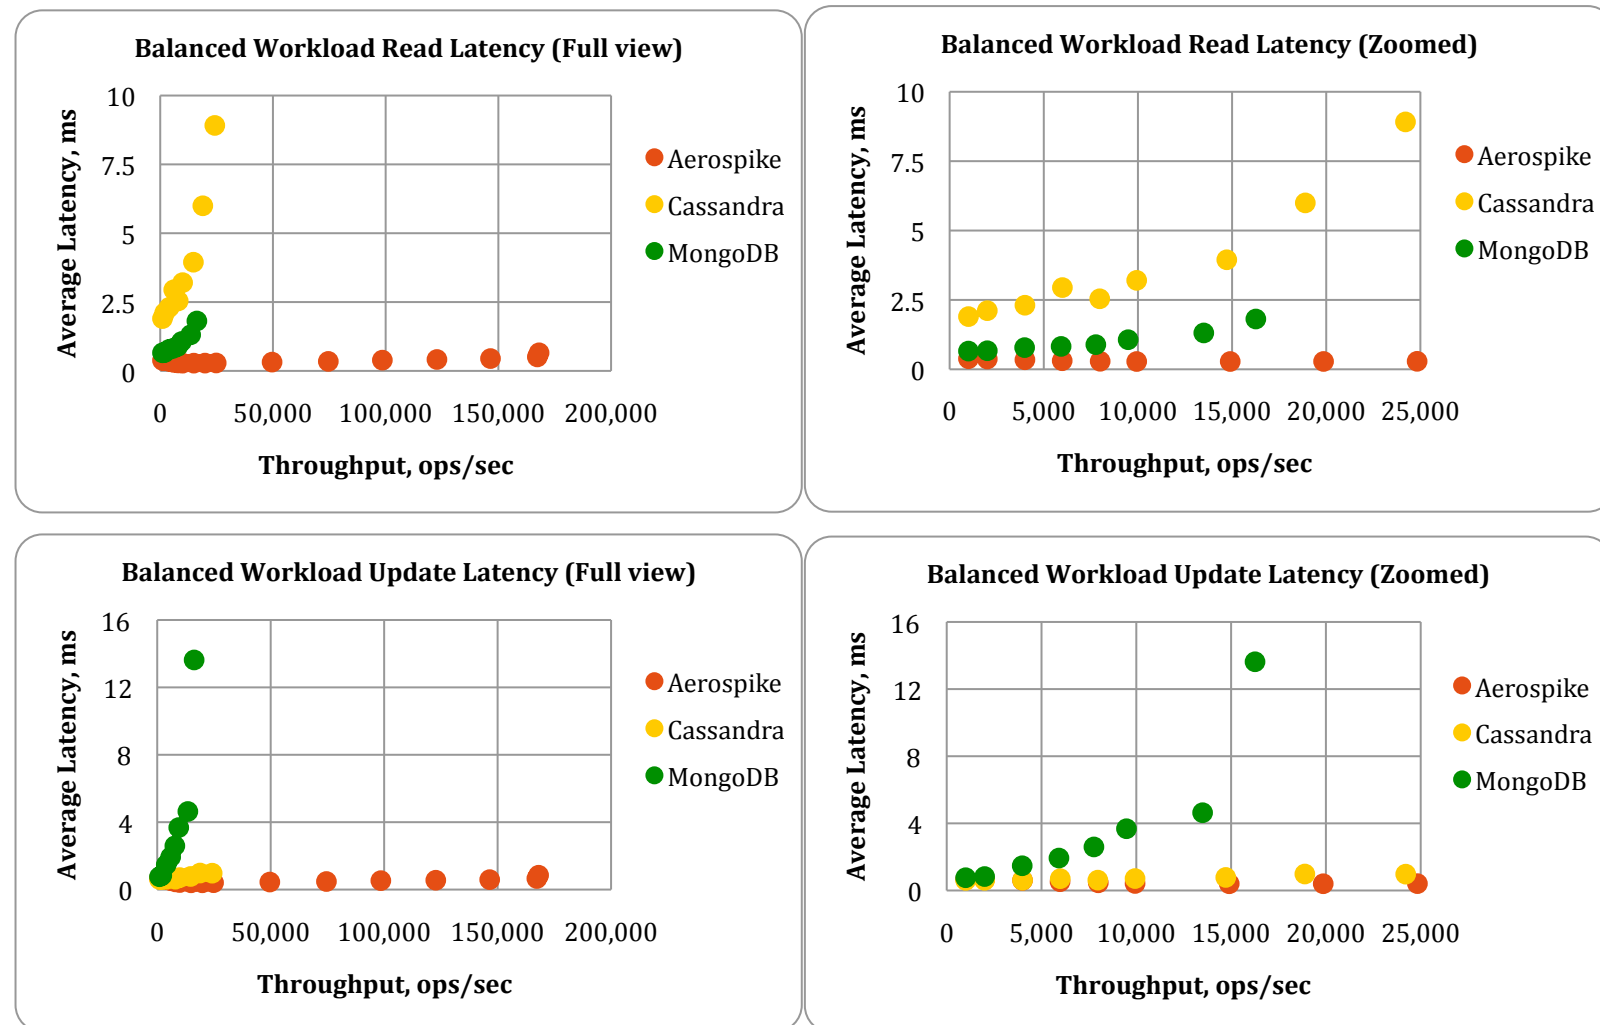 Balanced Workload Read Latency (Full view)
Average Latency, ms
10
7.5
5
2.5
0
0 50,000 100,000 150,000 200,000
Throughput, ops/sec
Aerospike
Cassandra
MongoDB
Balanced Workload Read Latency (Zoomed)
Average Latency, ms
10
7.5
5
2.5
0
0 5,000 10,000 15,000 20,000 25,000
Throughput, ops/sec
Aerospike
Cassandra
MongoDB
Balanced Workload Update Latency (Full view)
Average Latency, ms
16
12
8
4
0
0 50,000 100,000 150,000 200,000
Throughput, ops/sec
Aerospike
Cassandra
MongoDB
Balanced Workload Update Latency (Zoomed)
Average Latency, ms
16
12
8
4
0
0 5,000 10,000 15,000 20,000 25,000
Throughput, ops/sec
Aerospike
Cassandra
MongoDB